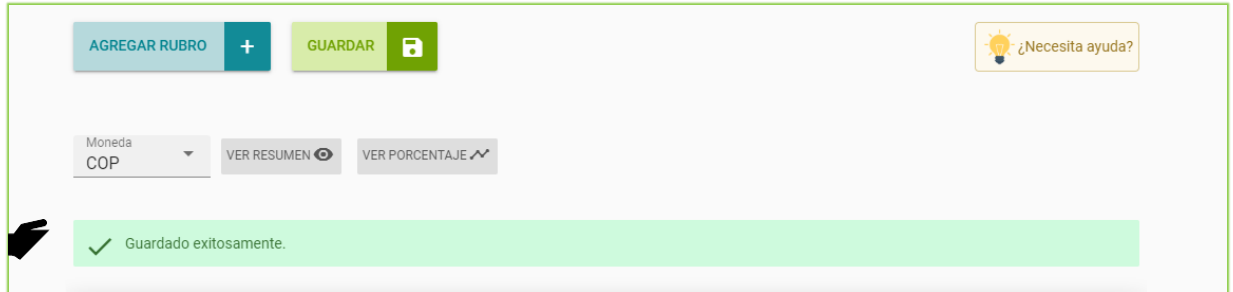 AGREGAR RUBRO +
GUARDAR
¿Necesita ayuda?
Moneda
COP
VER RESUMEN
VER PORCENTAJE
Guardado exitosamente.